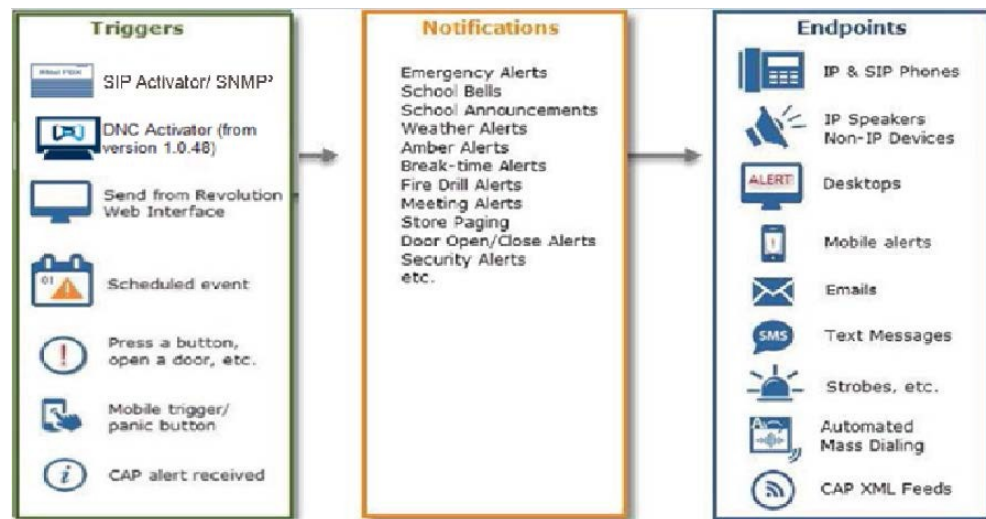 Triggers
SIP Activator/ SNMP³
DNC Activator (from
version 1.0.48)
Send from Revolution
Web Interface
01
Scheduled event
!
Press a button,
open a door, etc.
Mobile trigger/
panic button
i
CAP alert received
Notifications
Emergency Alerts
School Bells
School Announcements
Weather Alerts
Amber Alerts
Break-time Alerts
Fire Drill Alerts
Meeting Alerts
Store Paging
Door Open/Close Alerts
Security Alerts
etc.
Endpoints
IP & SIP Phones
IP Speakers
Non-IP Devices
ALERT!
Desktops
!
Mobile alerts
Emails
SMS
Text Messages
Strobes, etc.
Automated
Mass Dialing
CAP XML Feeds